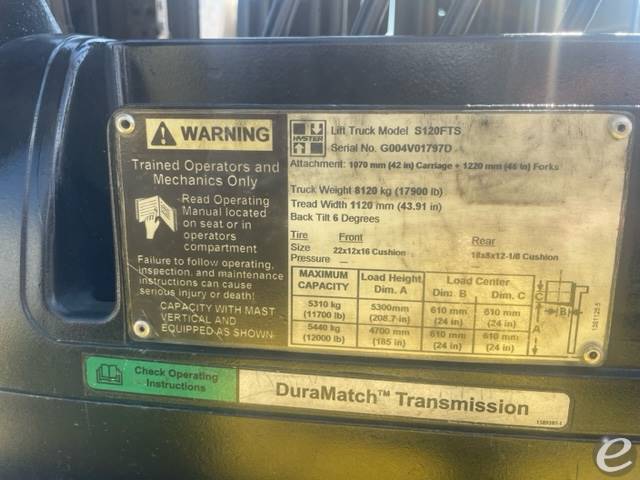 WARNING
Trained Operators and
Mechanics Only
Read Operating
Manual located
on seat or in
operators
compartment
Failure to follow operating,
inspection, and maintenance
instructions can cause
serious injury or death!
CAPACITY WITH MAST
VERTICAL AND
EQUIPPED AS SHOWN
HYSTER
Lift Truck Model S120FTS
Serial No. G004V01797D
Attachment: 1070 mm (42 in) Carriage + 1220 mm (48 in) Forks
Truck Weight 8120 kg (17900 lb)
Tread Width 1120 mm (43.91 in)
Back Tilt 6 Degrees
Tire Front Rear
Size 22x12x16 Cushion 18x8x12-1/8 Cushion
Pressure — —
MAXIMUM CAPACITY Load Height Dim. A Load Center Dim. B Dim. C
5310 kg (11700 lb) 5300mm (208.7 in) 610 mm (24 in) 610 mm (24 in)
5440 kg (12000 lb) 4700mm (185 in) 610 mm (24 in) 610 mm (24 in)
C
B
A
Check Operating
Instructions
DuraMatch™ Transmission
e